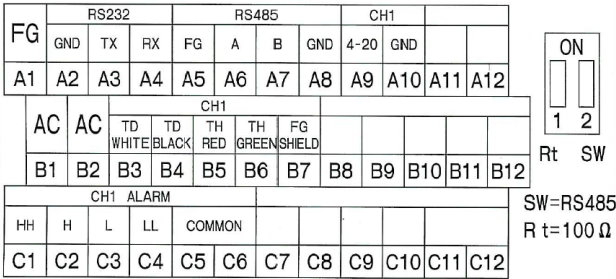 FG RS232 RS485 CH1
GND TX RX FG A B GND 4-20 GND
A1 A2 A3 A4 A5 A6 A7 A8 A9 A10 A11 A12
AC AC CH1
TD WHITE TD BLACK TH RED TH GREEN FG SHIELD
B1 B2 B3 B4 B5 B6 B7 B8 B9 B10 B11 B12
CH1 ALARM
HH H L LL COMMON
C1 C2 C3 C4 C5 C6 C7 C8 C9 C10 C11 C12
ON
1 2
Rt SW
SW=RS485
Rt=100Ω